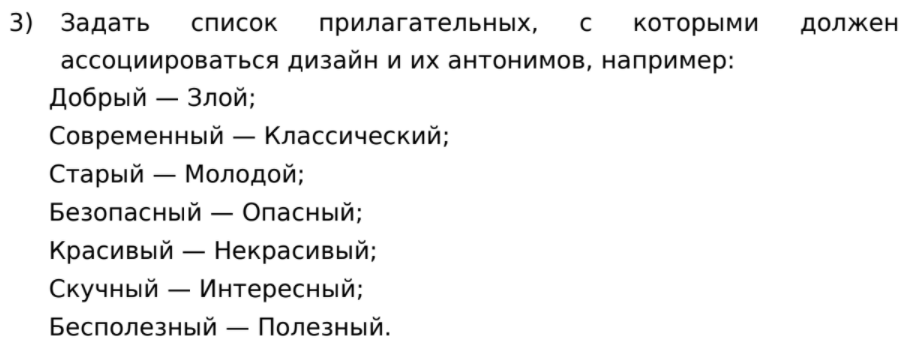 3) Задать список прилагательных, с которыми должен
ассоциироваться дизайн и их антонимов, например:
Добрый — Злой;
Современный — Классический;
Старый — Молодой;
Безопасный — Опасный;
Красивый — Некрасивый;
Скучный — Интересный;
Бесполезный — Полезный.